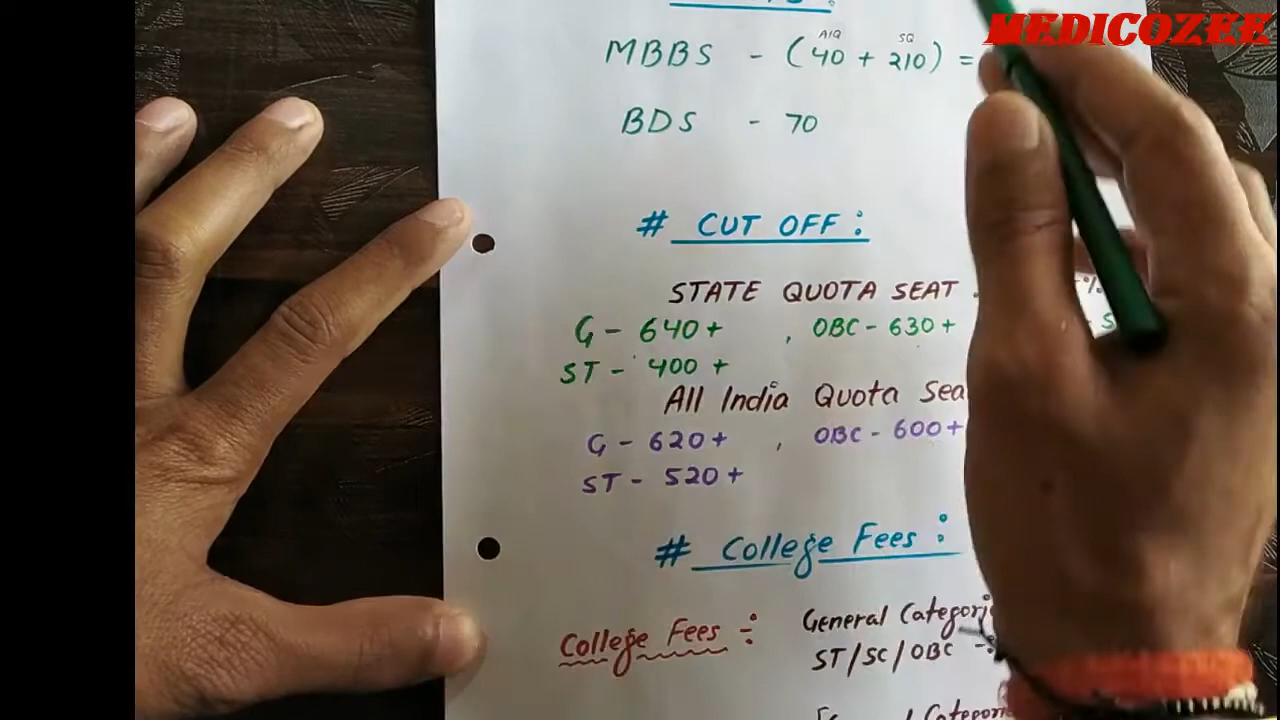 MEDICOZEE
AIQ SQ
MBBS - (40 + 210) =
BDS - 70
# CUT OFF :
STATE QUOTA SEAT
G - 640+ , OBC - 630+
ST - 400 +
All India Quota Sea
G - 620+ , OBC - 600+
ST - 520+
# College Fees :
College Fees :- General Categori
ST/SC/OBC